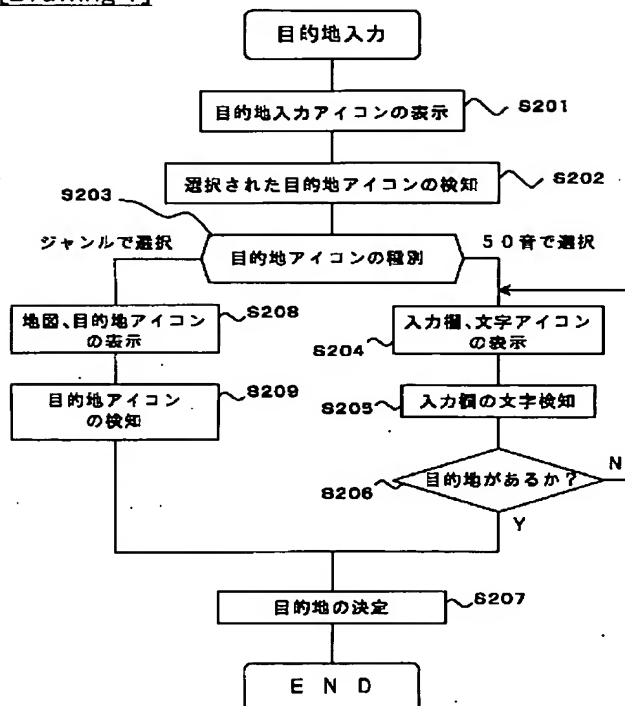 目的地入力
目的地入力アイコンの表示
S201
選択された目的地アイコンの検知
S202
S203
ジャンルで選択
目的地アイコンの種別
50音で選択
地図、目的地アイコン
の表示
S208
入力欄、文字アイコン
の表示
S204
目的地アイコン
の検知
S209
入力欄の文字検知
S205
目的地があるか?
N
S206
Y
目的地の決定
S207
E N D